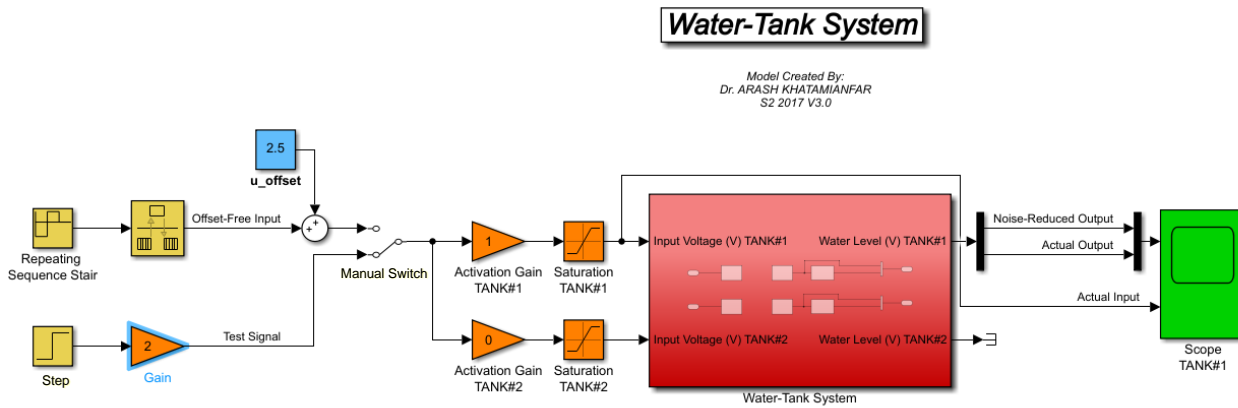 Water-Tank System
Model Created By:
Dr. ARASH KHATAMIANFAR
S2 2017 V3.0
2.5
u_offset
Offset-Free Input
Repeating
Sequence Stair
Manual Switch
1
Activation Gain
TANK#1
Saturation
TANK#1
Input Voltage (V) TANK#1
Water Level (V) TANK#1
Noise-Reduced Output
Actual Output
Actual Input
Step
2
Gain
Test Signal
0
Activation Gain
TANK#2
Saturation
TANK#2
Input Voltage (V) TANK#2
Water Level (V) TANK#2
Water-Tank System
Scope
TANK#1